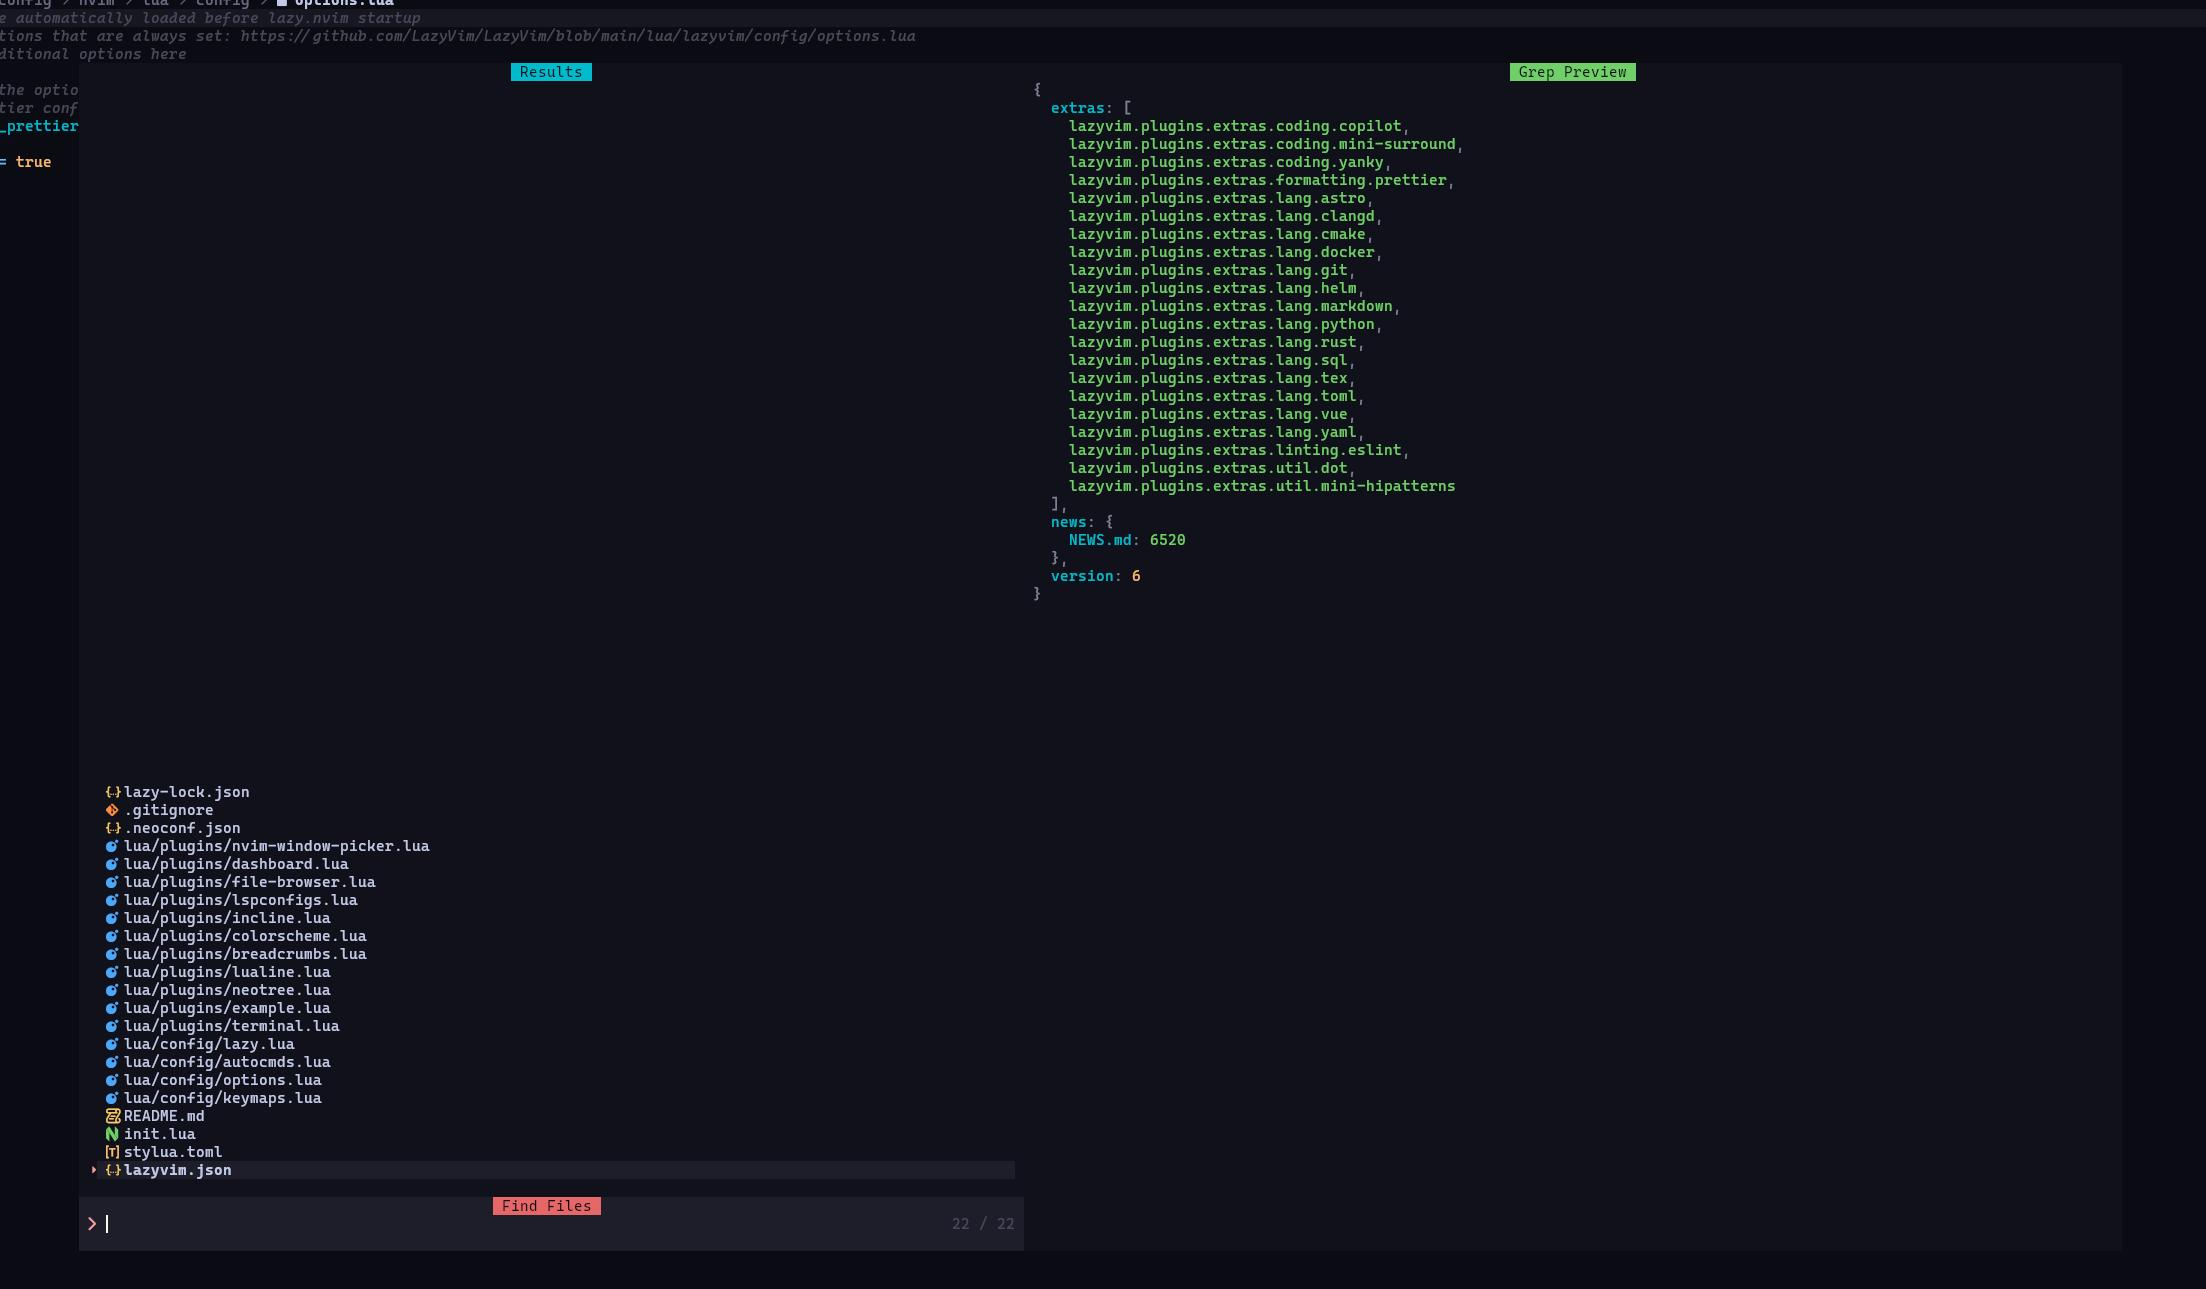 config > nvim > lua > config > options.lua
e automatically loaded before lazy.nvim startup
tions that are always set: https://github.com/LazyVim/LazyVim/blob/main/lua/lazyvim/config/options.lua
ditional options here
the optio
tier conf
_prettier
= true
Results
lazy-lock.json
.gitignore
.neoconf.json
lua/plugins/nvim-window-picker.lua
lua/plugins/dashboard.lua
lua/plugins/file-browser.lua
lua/plugins/lspconfigs.lua
lua/plugins/incline.lua
lua/plugins/colorscheme.lua
lua/plugins/breadcrumbs.lua
lua/plugins/lualine.lua
lua/plugins/neotree.lua
lua/plugins/example.lua
lua/plugins/terminal.lua
lua/config/lazy.lua
lua/config/autocmds.lua
lua/config/options.lua
lua/config/keymaps.lua
README.md
init.lua
stylua.toml
lazyvim.json
Find Files
> 22 / 22
Grep Preview
{
extras: [
lazyvim.plugins.extras.coding.copilot,
lazyvim.plugins.extras.coding.mini-surround,
lazyvim.plugins.extras.coding.yanky,
lazyvim.plugins.extras.formatting.prettier,
lazyvim.plugins.extras.lang.astro,
lazyvim.plugins.extras.lang.clangd,
lazyvim.plugins.extras.lang.cmake,
lazyvim.plugins.extras.lang.docker,
lazyvim.plugins.extras.lang.git,
lazyvim.plugins.extras.lang.helm,
lazyvim.plugins.extras.lang.markdown,
lazyvim.plugins.extras.lang.python,
lazyvim.plugins.extras.lang.rust,
lazyvim.plugins.extras.lang.sql,
lazyvim.plugins.extras.lang.tex,
lazyvim.plugins.extras.lang.toml,
lazyvim.plugins.extras.lang.vue,
lazyvim.plugins.extras.lang.yaml,
lazyvim.plugins.extras.linting.eslint,
lazyvim.plugins.extras.util.dot,
lazyvim.plugins.extras.util.mini-hipatterns
],
news: {
NEWS.md: 6520
},
version: 6
}